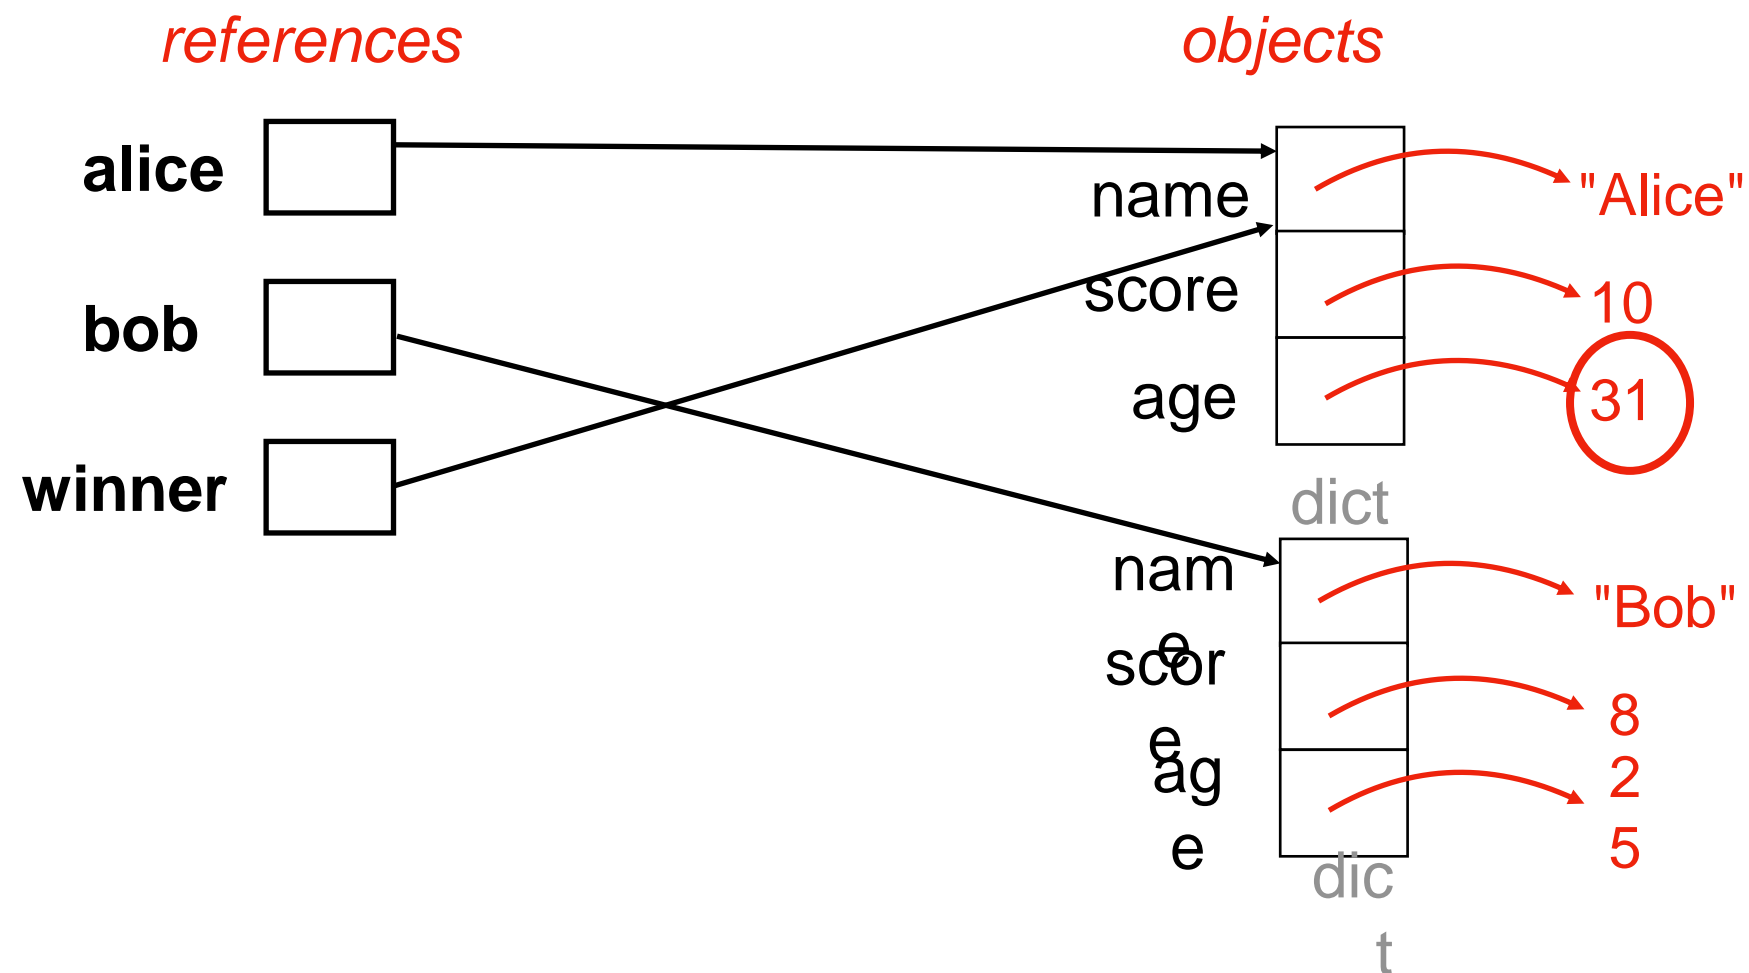 references
objects
alice
name
"Alice"
score
10
bob
age
31
winner
dict
nam
e
"Bob"
scor
e
8
ag
e
2
5
dic
t